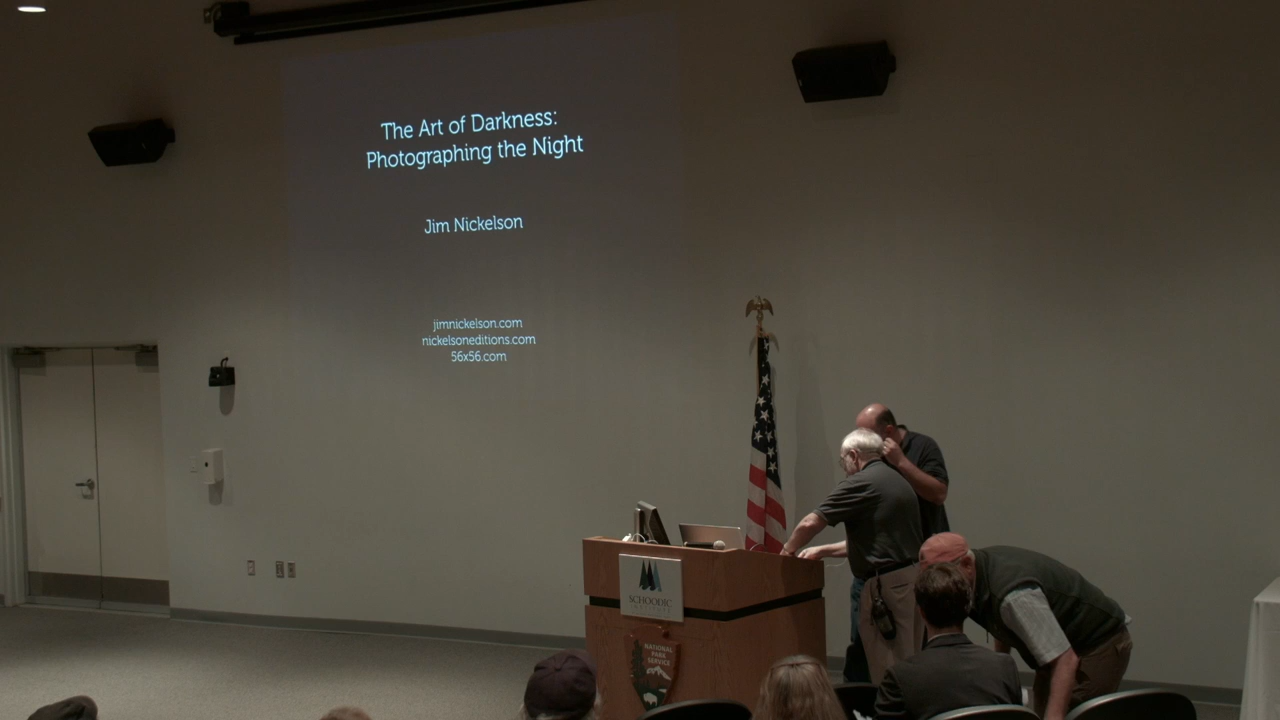 The Art of Darkness:
Photographing the Night
Jim Nickelson
jimnickelson.com
nickelsoneditions.com
56x56.com
SCHOODIC
INSTITUTE
NATIONAL
PARK
SERVICE